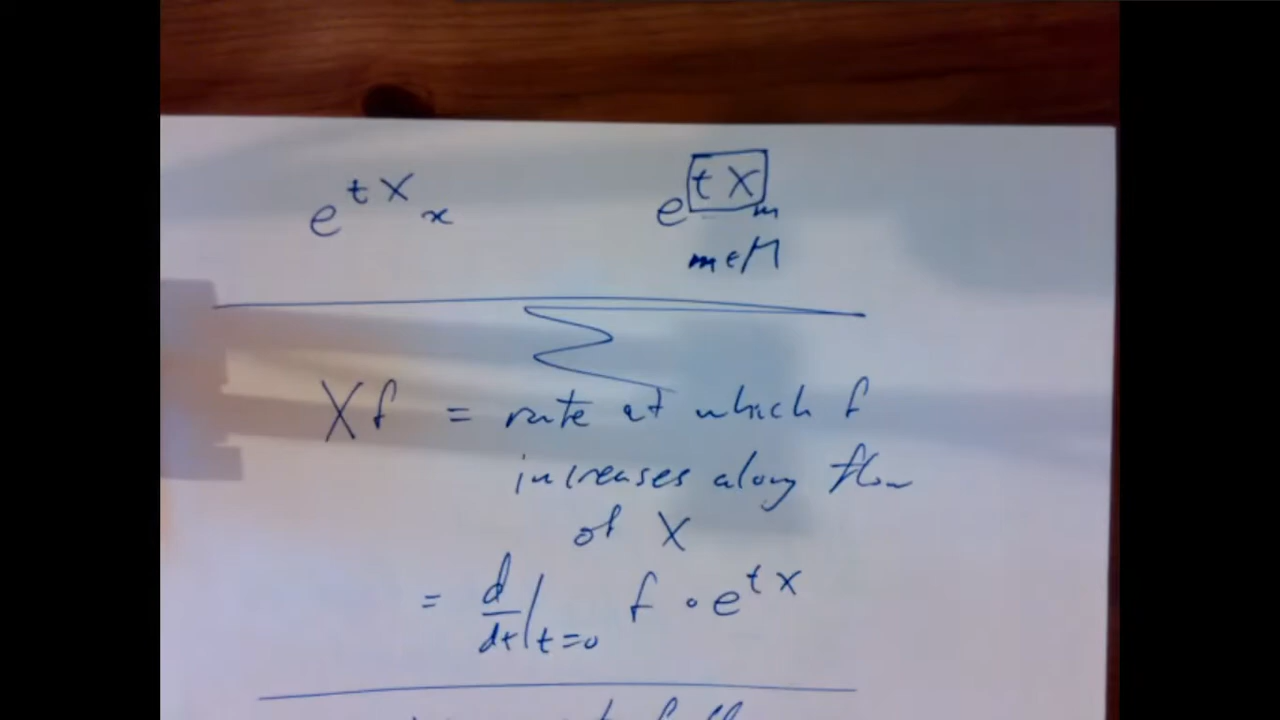 e^{tX} x e^{tX} m
m ∈ M
Xf = rate at which f
increases along flow
of X
= d/dt|_{t=0} f ∘ e^{tX}